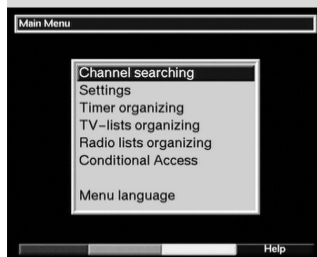 Main Menu
Channel searching
Settings
Timer organizing
TV-lists organizing
Radio lists organizing
Conditional Access
Menu language
Help